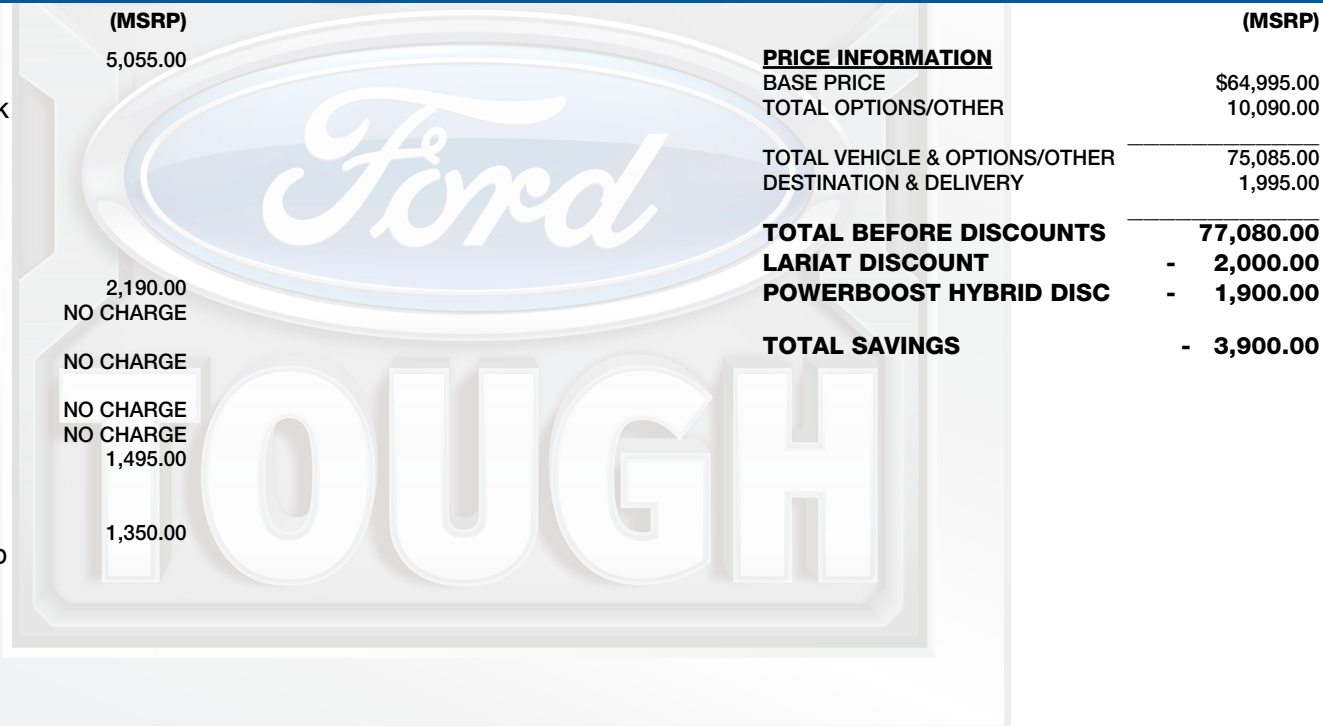 (MSRP)
5,055.00
K
2,190.00
NO CHARGE
NO CHARGE
NO CHARGE
NO CHARGE
1,495.00
1,350.00
Ford
TOUGH
(MSRP)
PRICE INFORMATION
BASE PRICE $64,995.00
TOTAL OPTIONS/OTHER 10,090.00
TOTAL VEHICLE & OPTIONS/OTHER 75,085.00
DESTINATION & DELIVERY 1,995.00
TOTAL BEFORE DISCOUNTS 77,080.00
LARIAT DISCOUNT - 2,000.00
POWERBOOST HYBRID DISC - 1,900.00
TOTAL SAVINGS - 3,900.00